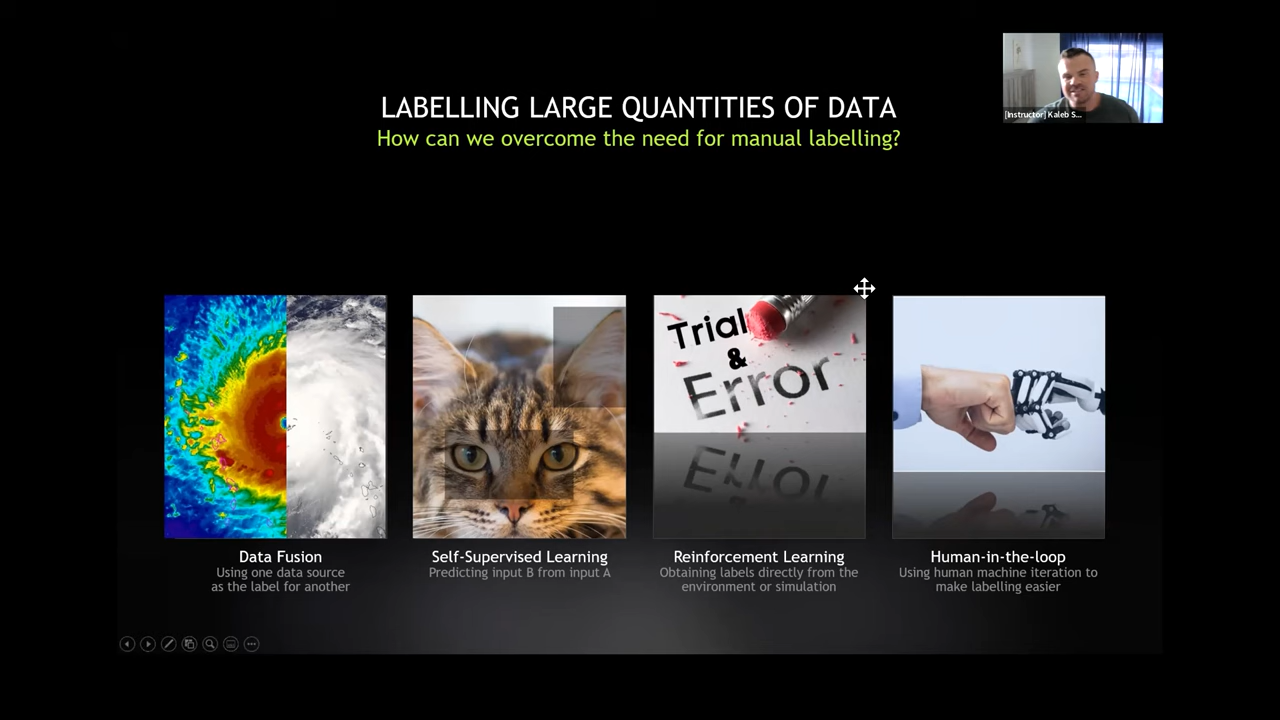 [Instructor] Kaleb S...
LABELLING LARGE QUANTITIES OF DATA
How can we overcome the need for manual labelling?
Trial
&
Error
Error
Data Fusion
Using one data source
as the label for another
Self-Supervised Learning
Predicting input B from input A
Reinforcement Learning
Obtaining labels directly from the
environment or simulation
Human-in-the-loop
Using human machine iteration to
make labelling easier